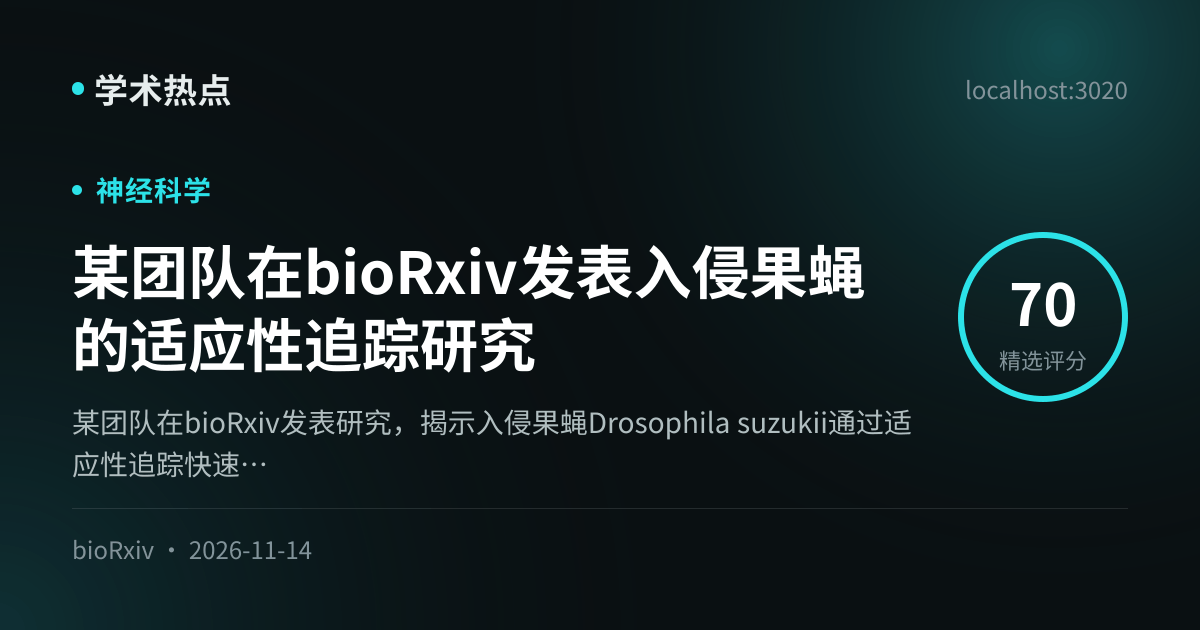 学术热点
localhost:3020
神经科学
某团队在bioRxiv发表入侵果蝇
的适应性追踪研究
70
精选评分
某团队在bioRxiv发表研究，揭示入侵果蝇Drosophila suzukii通过适
应性追踪快速…
bioRxiv · 2026-11-14